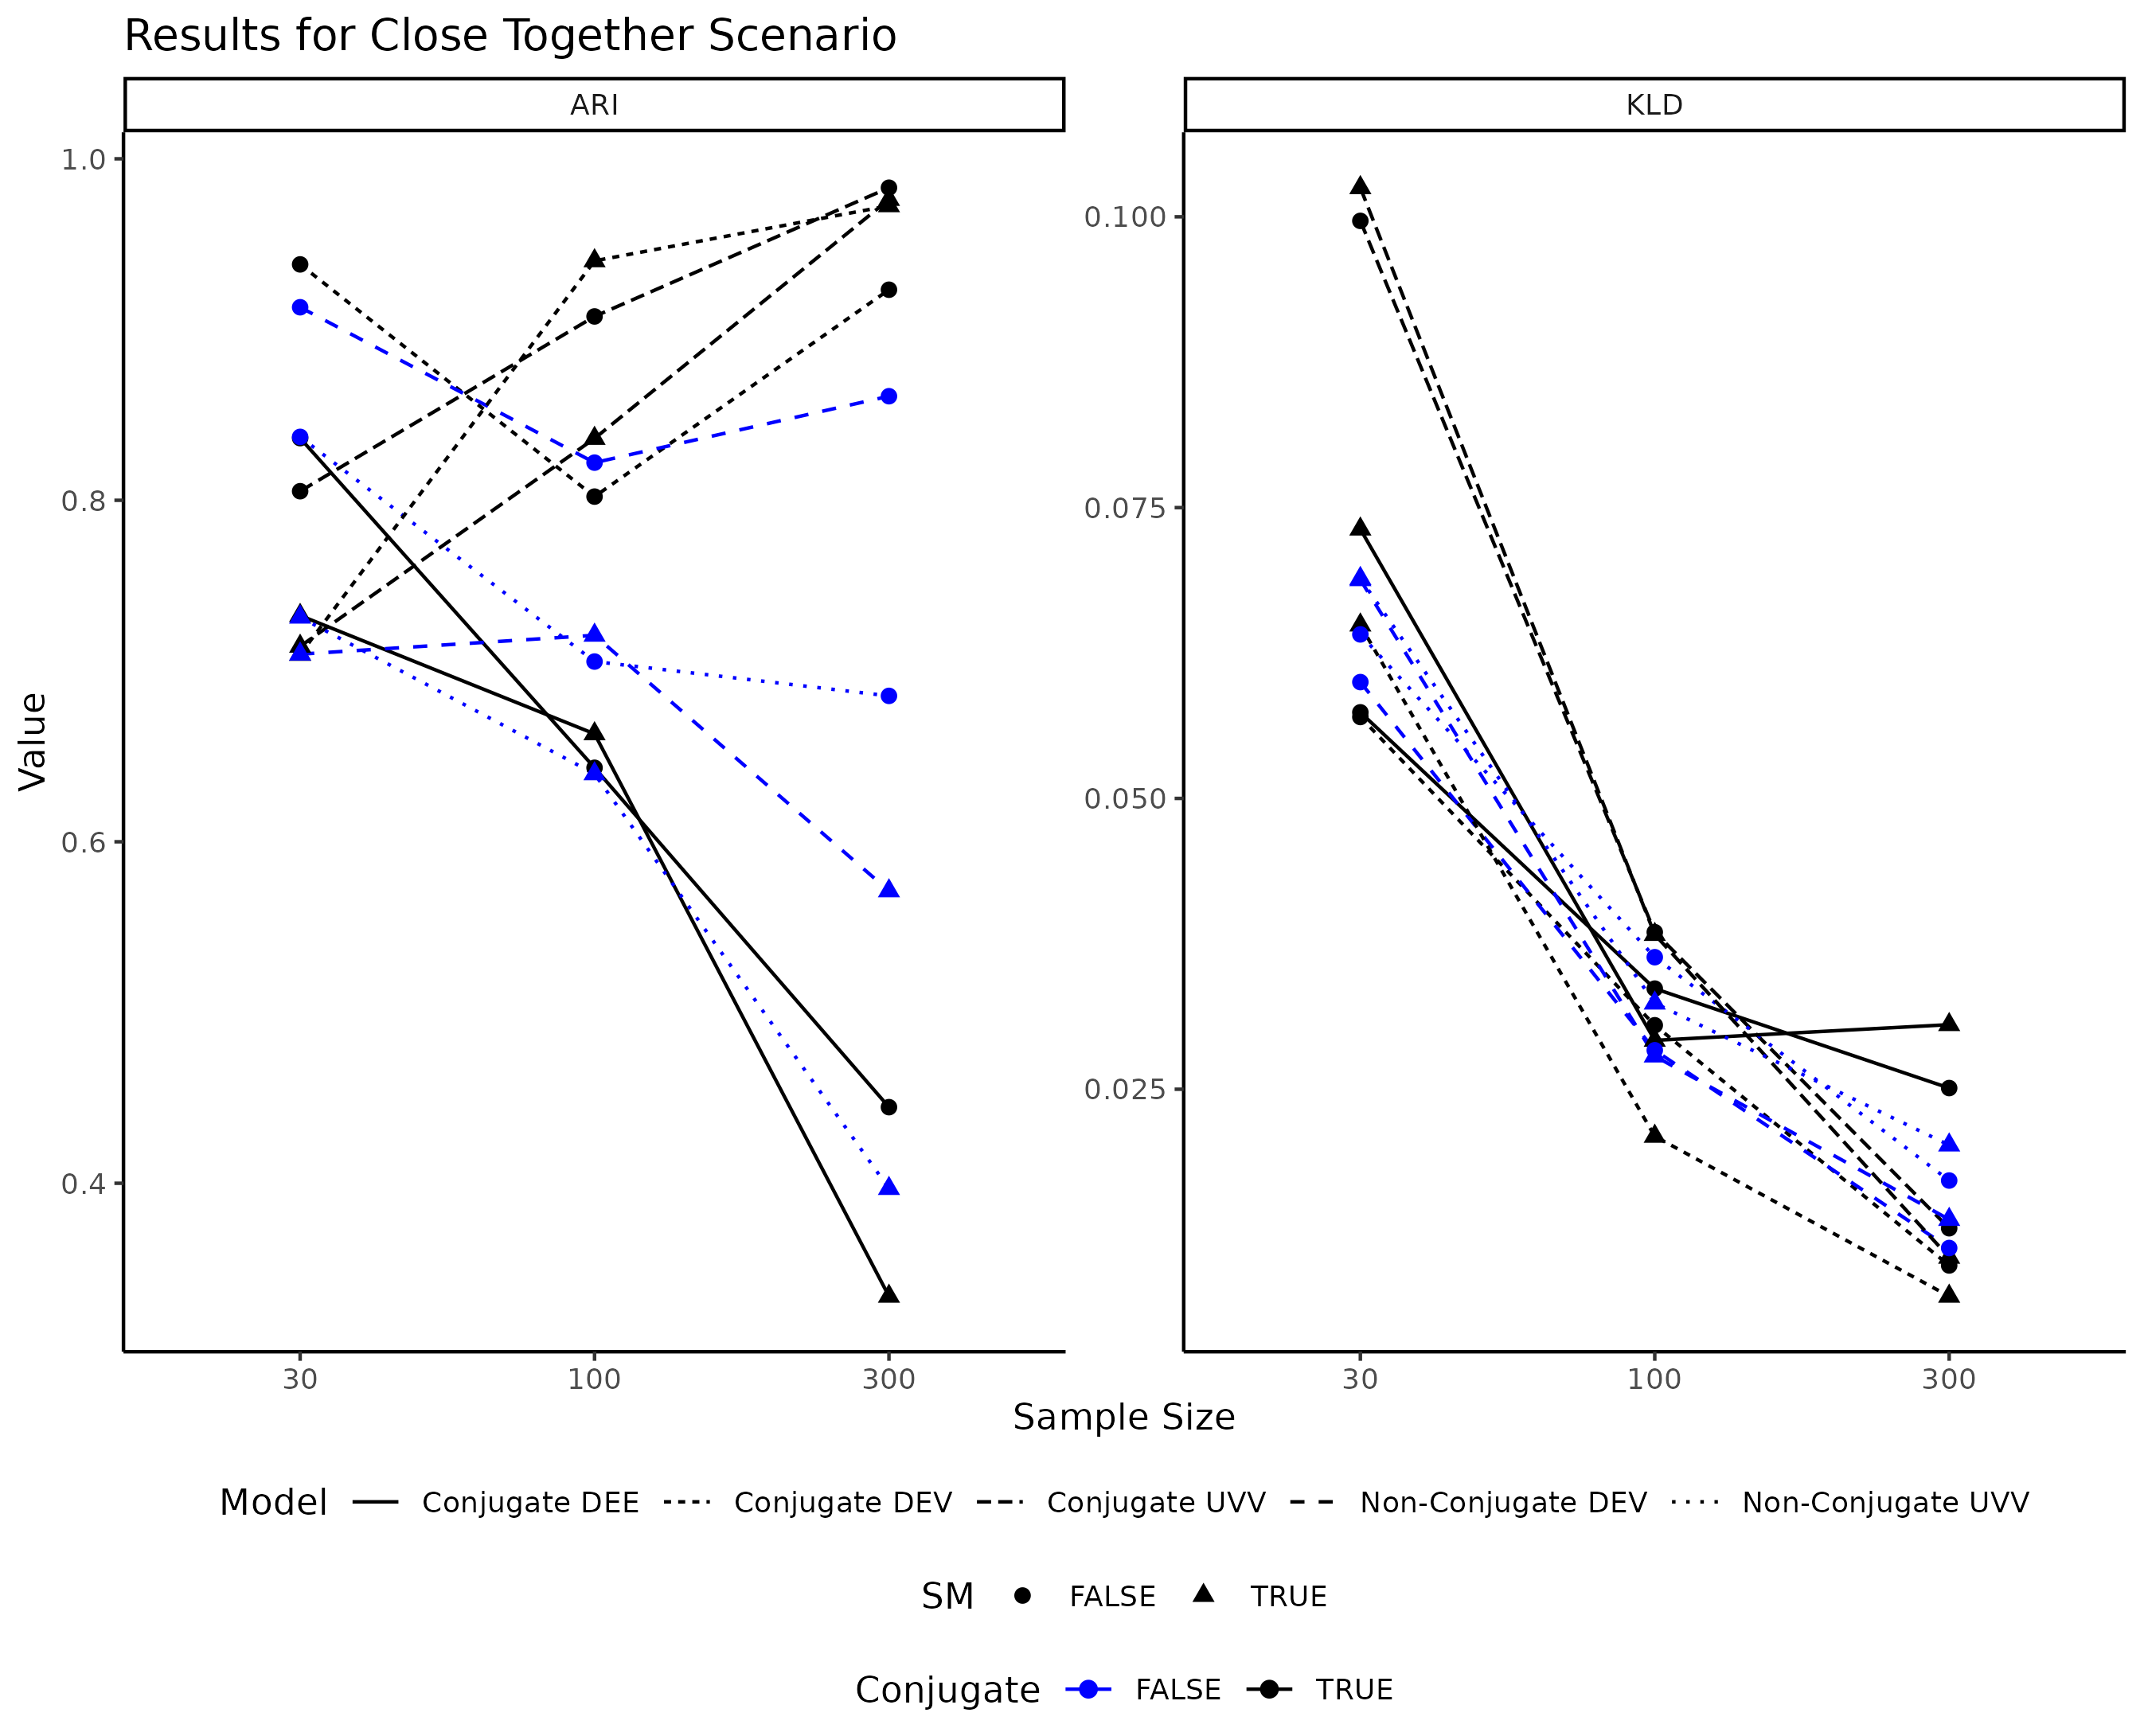 Results for Close Together Scenario
ARI
KLD
1.0
0.8
0.6
0.4
0.100
0.075
0.050
0.025
Value
30 100 300
30 100 300
Sample Size
Model Conjugate DEE Conjugate DEV Conjugate UVV Non-Conjugate DEV Non-Conjugate UVV
SM FALSE TRUE
Conjugate FALSE TRUE